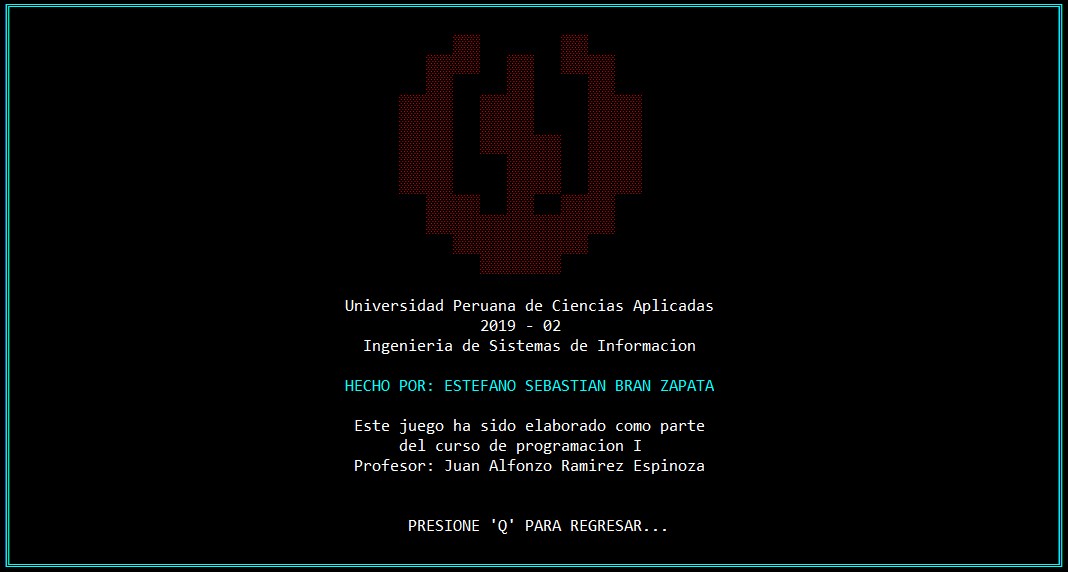 Universidad Peruana de Ciencias Aplicadas
2019 - 02
Ingenieria de Sistemas de Informacion
HECHO POR: ESTEFANO SEBASTIAN BRAN ZAPATA
Este juego ha sido elaborado como parte
del curso de programacion I
Profesor: Juan Alfonzo Ramirez Espinoza
PRESIONE 'Q' PARA REGRESAR...